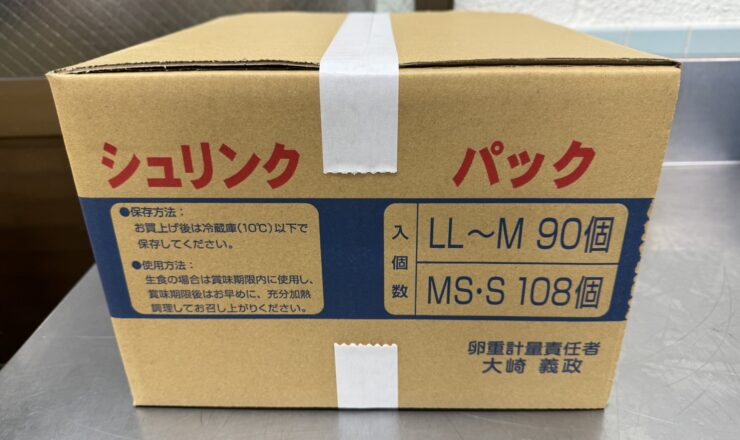 シュリンク パック
●保存方法：
お買上げ後は冷蔵庫(10℃)以下で
保存してください。
●使用方法：
生食の場合は賞味期限内に使用し、
賞味期限後はお早めに、充分加熱
調理してお召し上がりください。
入個数
LL～M 90個
MS・S 108個
卵重計量責任者
大崎 義政